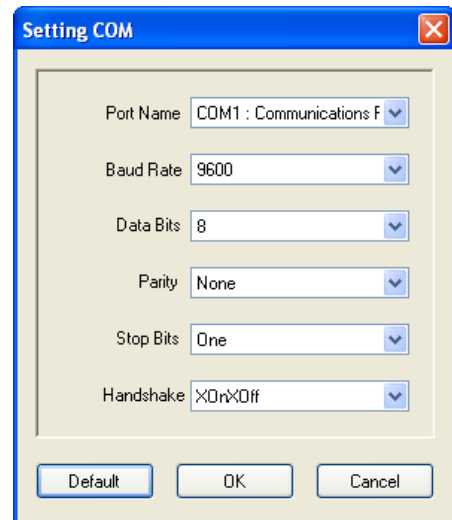 Setting COM
Port Name COM1 : Communications P
Baud Rate 9600
Data Bits 8
Parity None
Stop Bits One
Handshake XOnXOff
Default OK Cancel